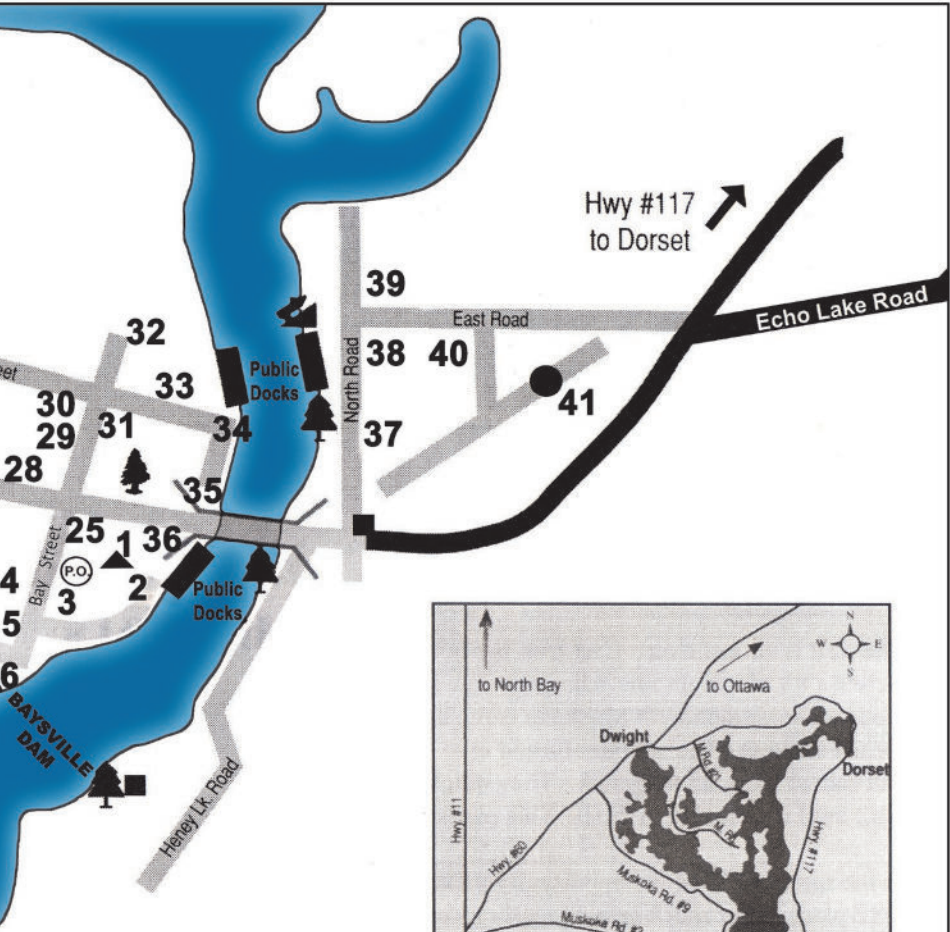 Hwy #117
to Dorset
39
Echo Lake Road
East Road
32
38
40
Public
Docks
North Road
33
41
30
31
29
34
37
28
35
25
1
36
Bay Street
P.O.
4
2
3
Public
Docks
5
6
BAYSVILLE
DAM
Heney Lk. Road
N
W
E
S
to North Bay
to Ottawa
Dwight
Dorset
Hwy. #11
Hwy. #60
Hwy #117
Muskoka Rd. #9